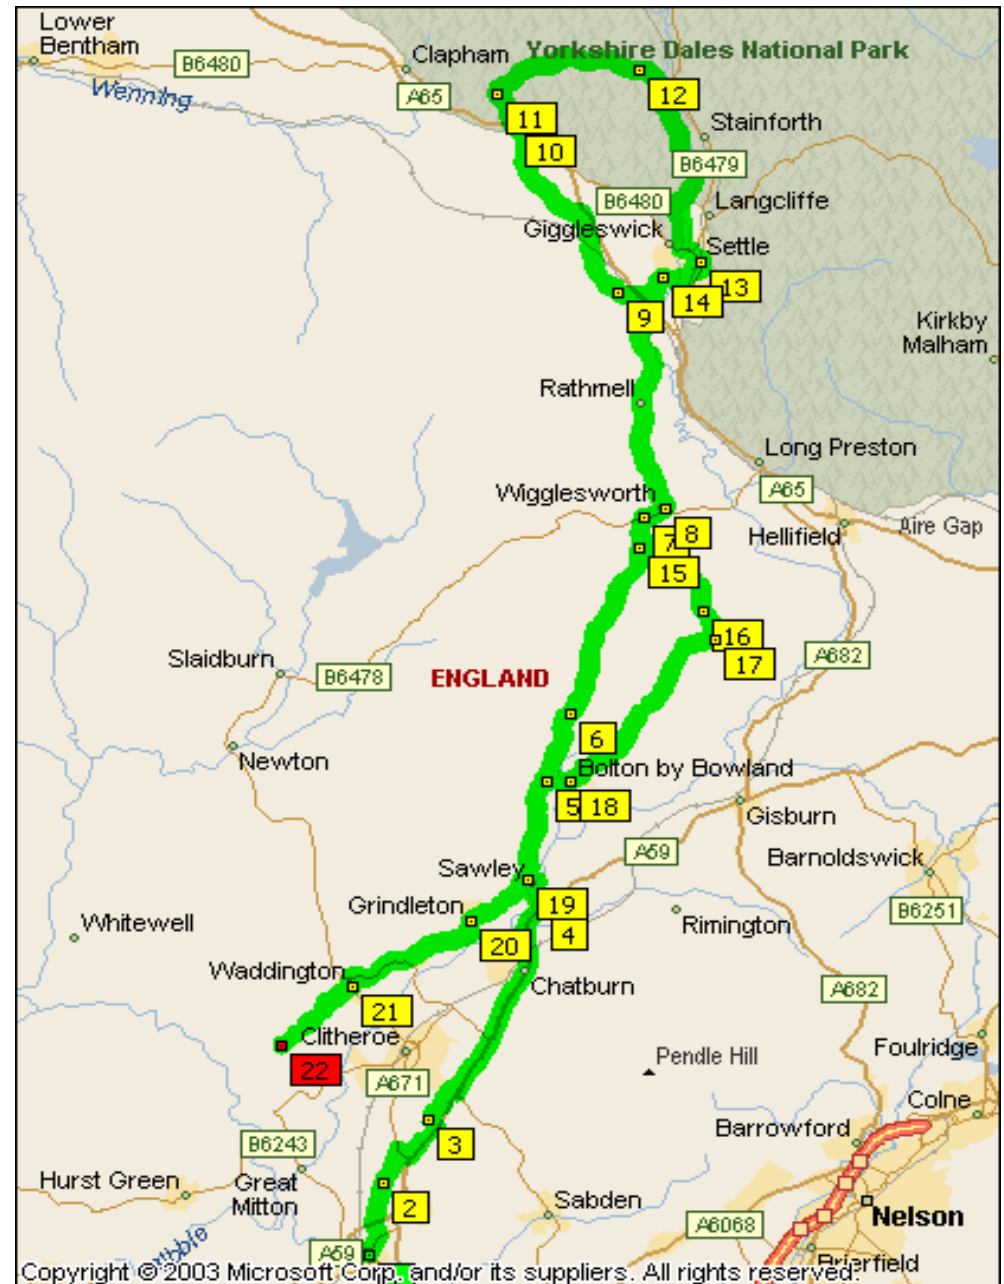 Lower
Bentham
B6480
Clapham
Yorkshire Dales National Park
Wenning
A65
12
11
Stainforth
10
B6479
B6480
Langcliffe
Giggleswick
Settle
13
14
9
Kirkby
Malham
Rathmell
Long Preston
A65
Wigglesworth
Hellifield
Aire Gap
7
8
15
16
17
A682
Slaidburn
B6478
ENGLAND
6
Newton
Bolton by Bowland
5
18
Gisburn
A59
Barnoldswick
Sawley
Grindleton
19
B6251
Whitewell
20
4
Rimington
Waddington
Chatburn
A682
21
Clitheroe
22
Pendle Hill
Foulridge
A671
Colne
B6243
3
Barrowford
Hurst Green
Great
Mitton
2
Sabden
A6068
Nelson
A59
Brierfield
Copyright © 2003 Microsoft Corp. and/or its suppliers. All rights reserved.